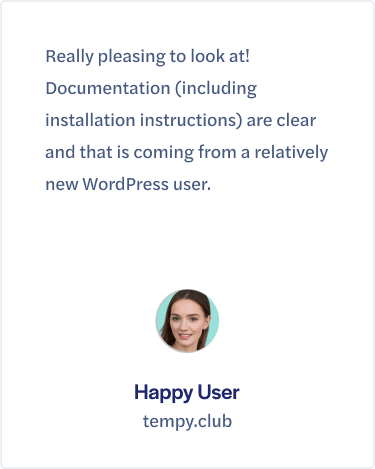 Really pleasing to look at!
Documentation (including
installation instructions) are clear
and that is coming from a relatively
new WordPress user.
Happy User
tempy.club